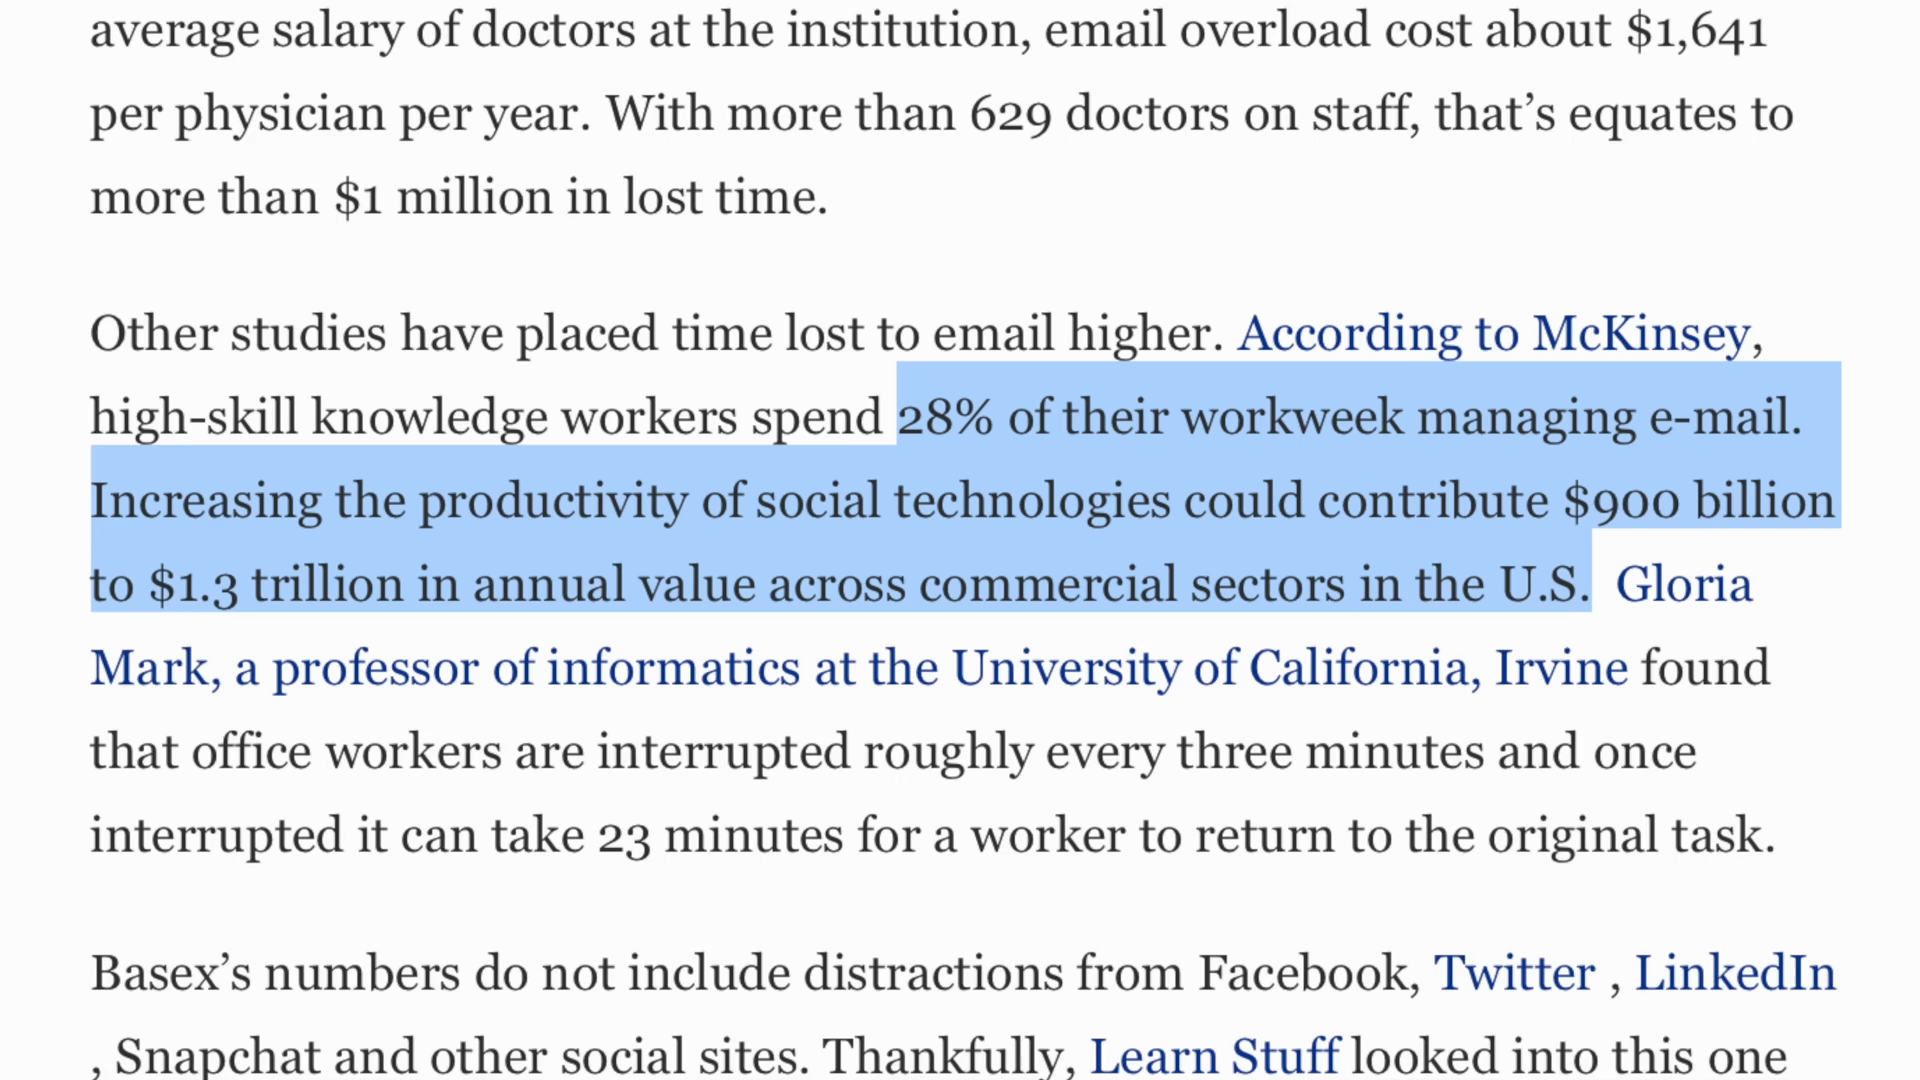 average salary of doctors at the institution, email overload cost about $1,641
per physician per year. With more than 629 doctors on staff, that’s equates to
more than $1 million in lost time.
Other studies have placed time lost to email higher. According to McKinsey,
high-skill knowledge workers spend 28% of their workweek managing e-mail.
Increasing the productivity of social technologies could contribute $900 billion
to $1.3 trillion in annual value across commercial sectors in the U.S. Gloria
Mark, a professor of informatics at the University of California, Irvine found
that office workers are interrupted roughly every three minutes and once
interrupted it can take 23 minutes for a worker to return to the original task.
Basex’s numbers do not include distractions from Facebook, Twitter , LinkedIn
, Snapchat and other social sites. Thankfully, Learn Stuff looked into this one